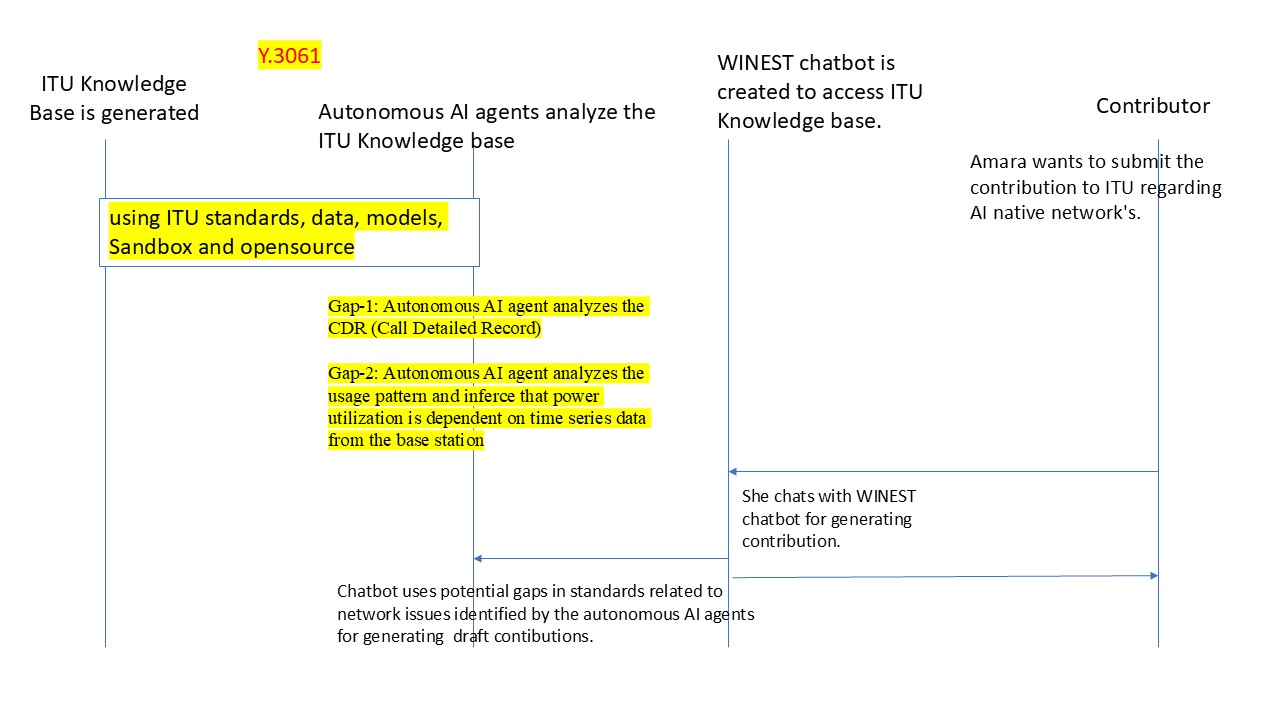 Y.3061
ITU Knowledge
Base is generated
Autonomous AI agents analyze the
ITU Knowledge base
WINEST chatbot is
created to access ITU
Knowledge base.
Contributor
Amara wants to submit the
contribution to ITU regarding
AI native network's.
using ITU standards, data, models,
Sandbox and opensource
Gap-1: Autonomous AI agent analyzes the
CDR (Call Detailed Record)
Gap-2: Autonomous AI agent analyzes the
usage pattern and inferce that power
utilization is dependent on time series data
from the base station
She chats with WINEST
chatbot for generating
contribution.
Chatbot uses potential gaps in standards related to
network issues identified by the autonomous AI agents
for generating draft contibutions.